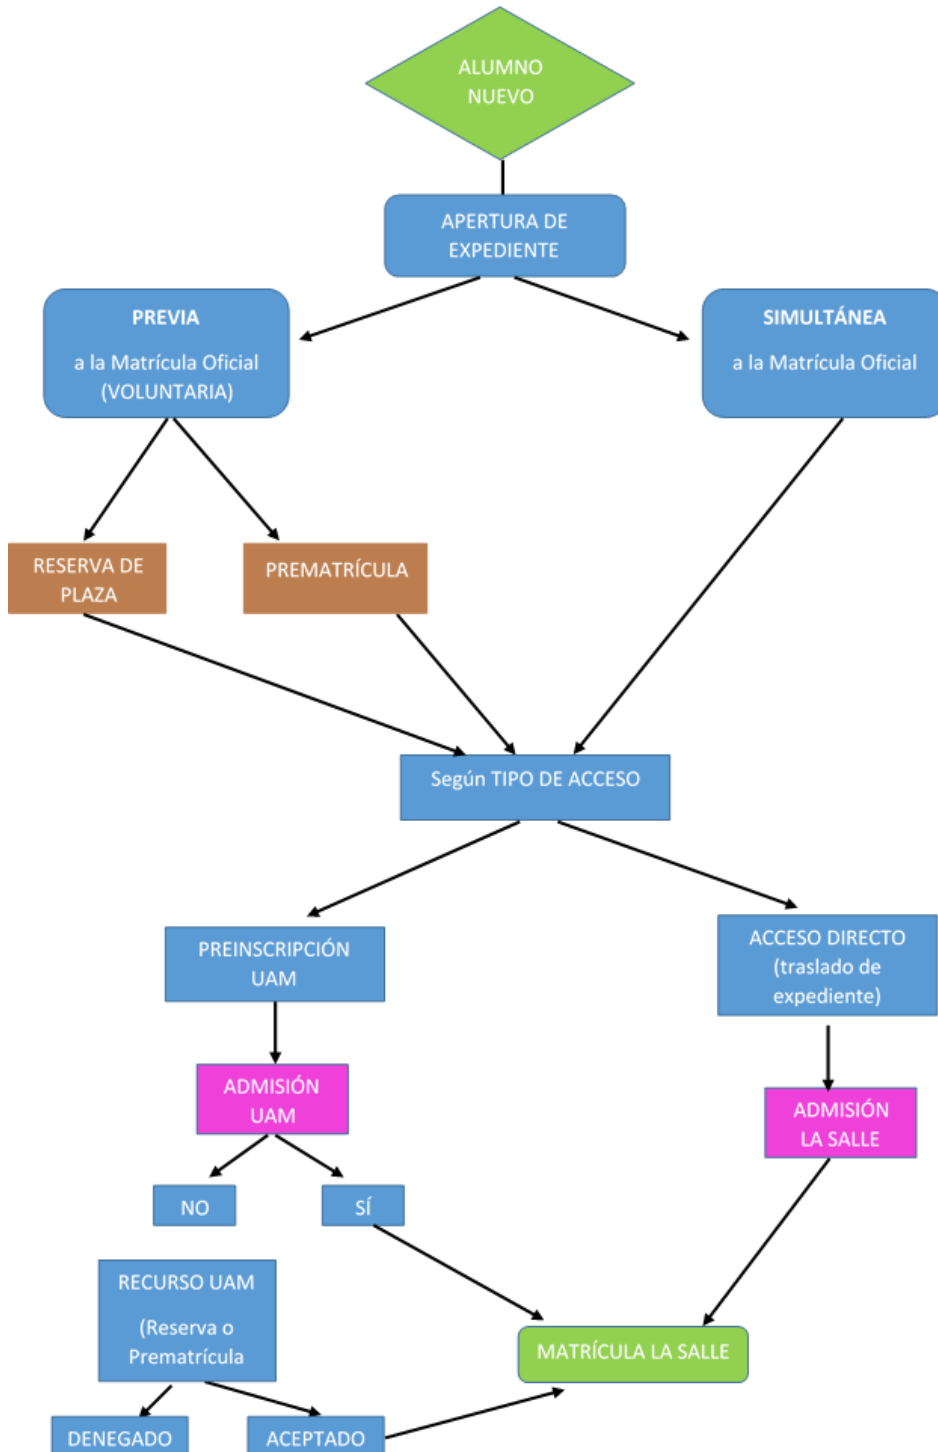 ALUMNO
NUEVO
APERTURA DE
EXPEDIENTE
PREVIA
a la Matrícula Oficial
(VOLUNTARIA)
SIMULTÁNEA
a la Matrícula Oficial
RESERVA DE
PLAZA
PREMATRÍCULA
Según TIPO DE ACCESO
PREINSCRIPCIÓN
UAM
ACCESO DIRECTO
(traslado de
expediente)
ADMISIÓN
UAM
ADMISIÓN
LA SALLE
NO
SÍ
RECURSO UAM
(Reserva o
Prematrícula
MATRÍCULA LA SALLE
DENEGADO
ACEPTADO